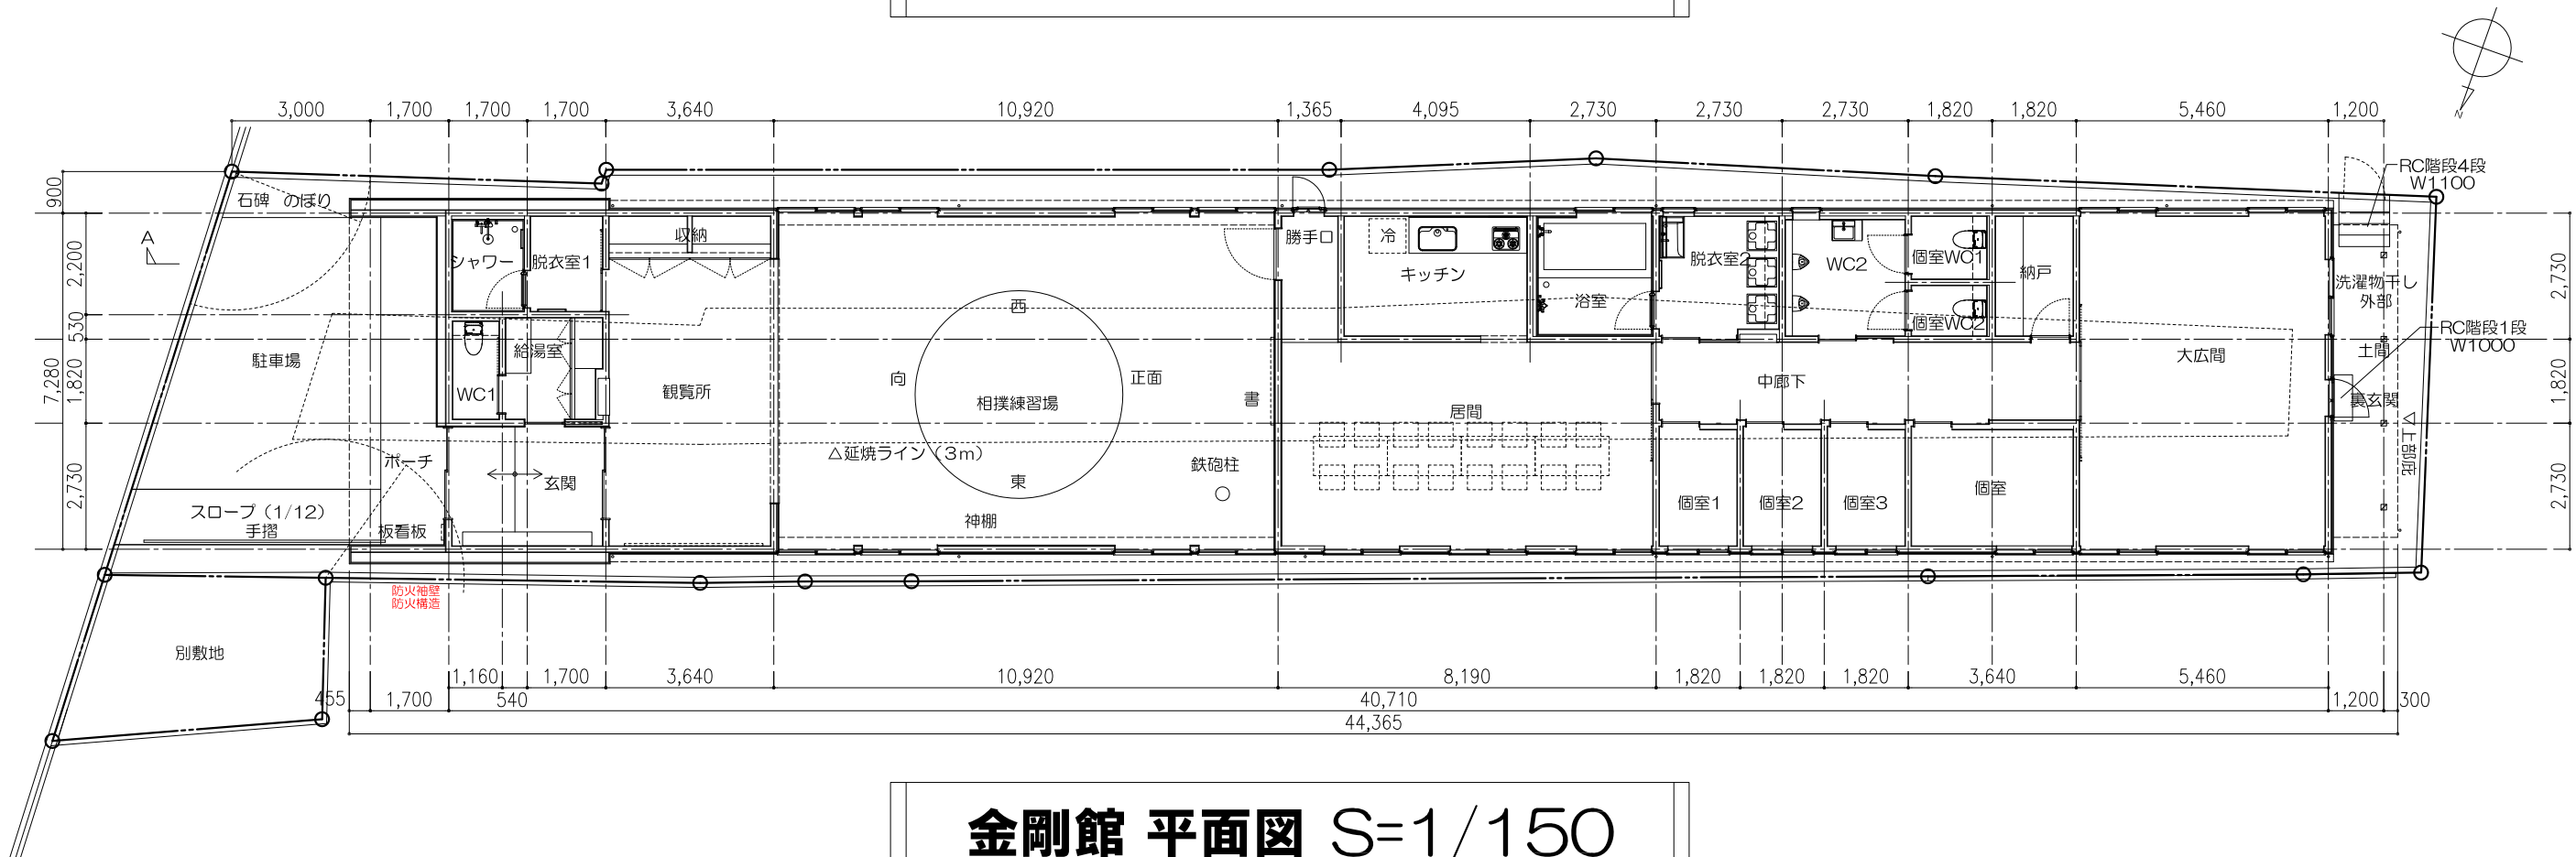 N
3,000
1,700
1,700
1,700
3,640
10,920
1,365
4,095
2,730
2,730
2,730
1,820
1,820
5,460
1,200
900
2,200
530
1,820
7,280
2,730
2,730
1,820
2,730
RC階段4段
W1100
RC階段1段
W1000
A
石碑 のぼり
駐車場
スロープ(1/12)
手摺
ポーチ
板看板
シャワー
脱衣室1
給湯室
WC1
玄関
収納
観覧所
西
向
正面
相撲練習場
書
△延焼ライン(3m)
東
神棚
鉄砲柱
勝手口
冷
キッチン
浴室
脱衣室2
WC2
個室WC1
個室WC2
納戸
居間
中廊下
大広間
個室1
個室2
個室3
個室
洗濯物干し
外部
土間
裏玄関
△上部庇
防火袖壁
防火構造
別敷地
1,160
1,700
3,640
10,920
8,190
1,820
1,820
1,820
3,640
5,460
455
1,700
540
40,710
1,200
300
44,365
金剛館 平面図 S=1/150